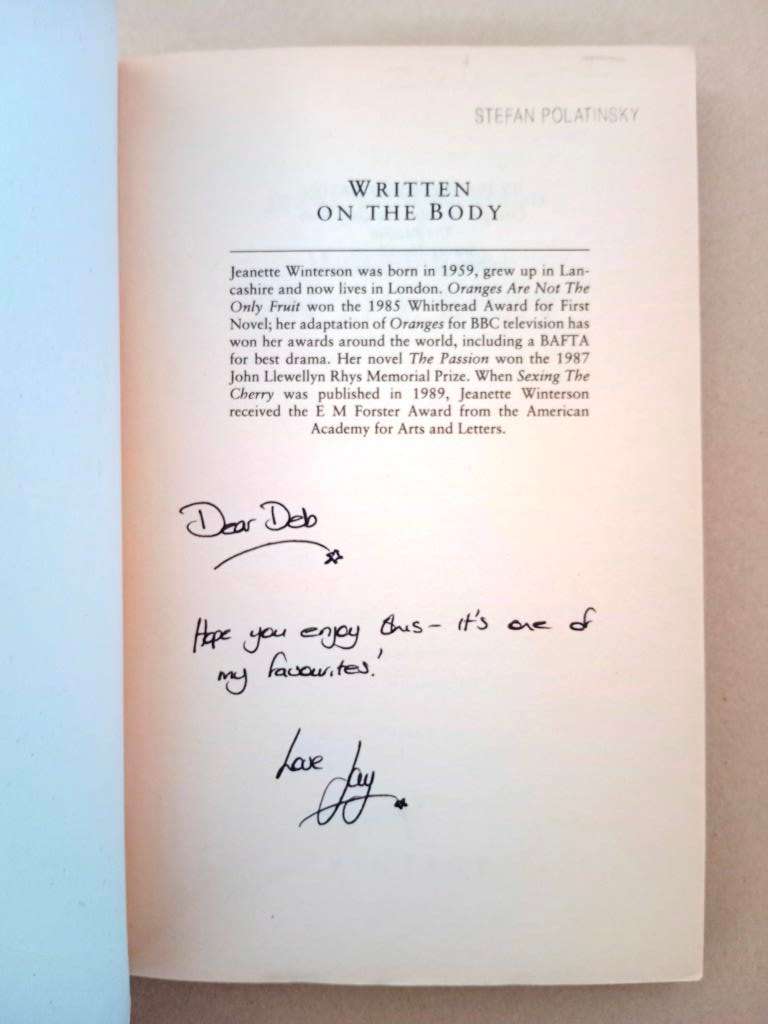 STEFAN POLATINSKY
WRITTEN
ON THE BODY
Jeanette Winterson was born in 1959, grew up in Lan-
cashire and now lives in London. Oranges Are Not The
Only Fruit won the 1985 Whitbread Award for First
Novel; her adaptation of Oranges for BBC television has
won her awards around the world, including a BAFTA
for best drama. Her novel The Passion won the 1987
John Llewellyn Rhys Memorial Prize. When Sexing The
Cherry was published in 1989, Jeanette Winterson
received the E M Forster Award from the American
Academy for Arts and Letters.
Dear Deb
Hope you enjoy this – it's one of
my favourites!
Love Jay